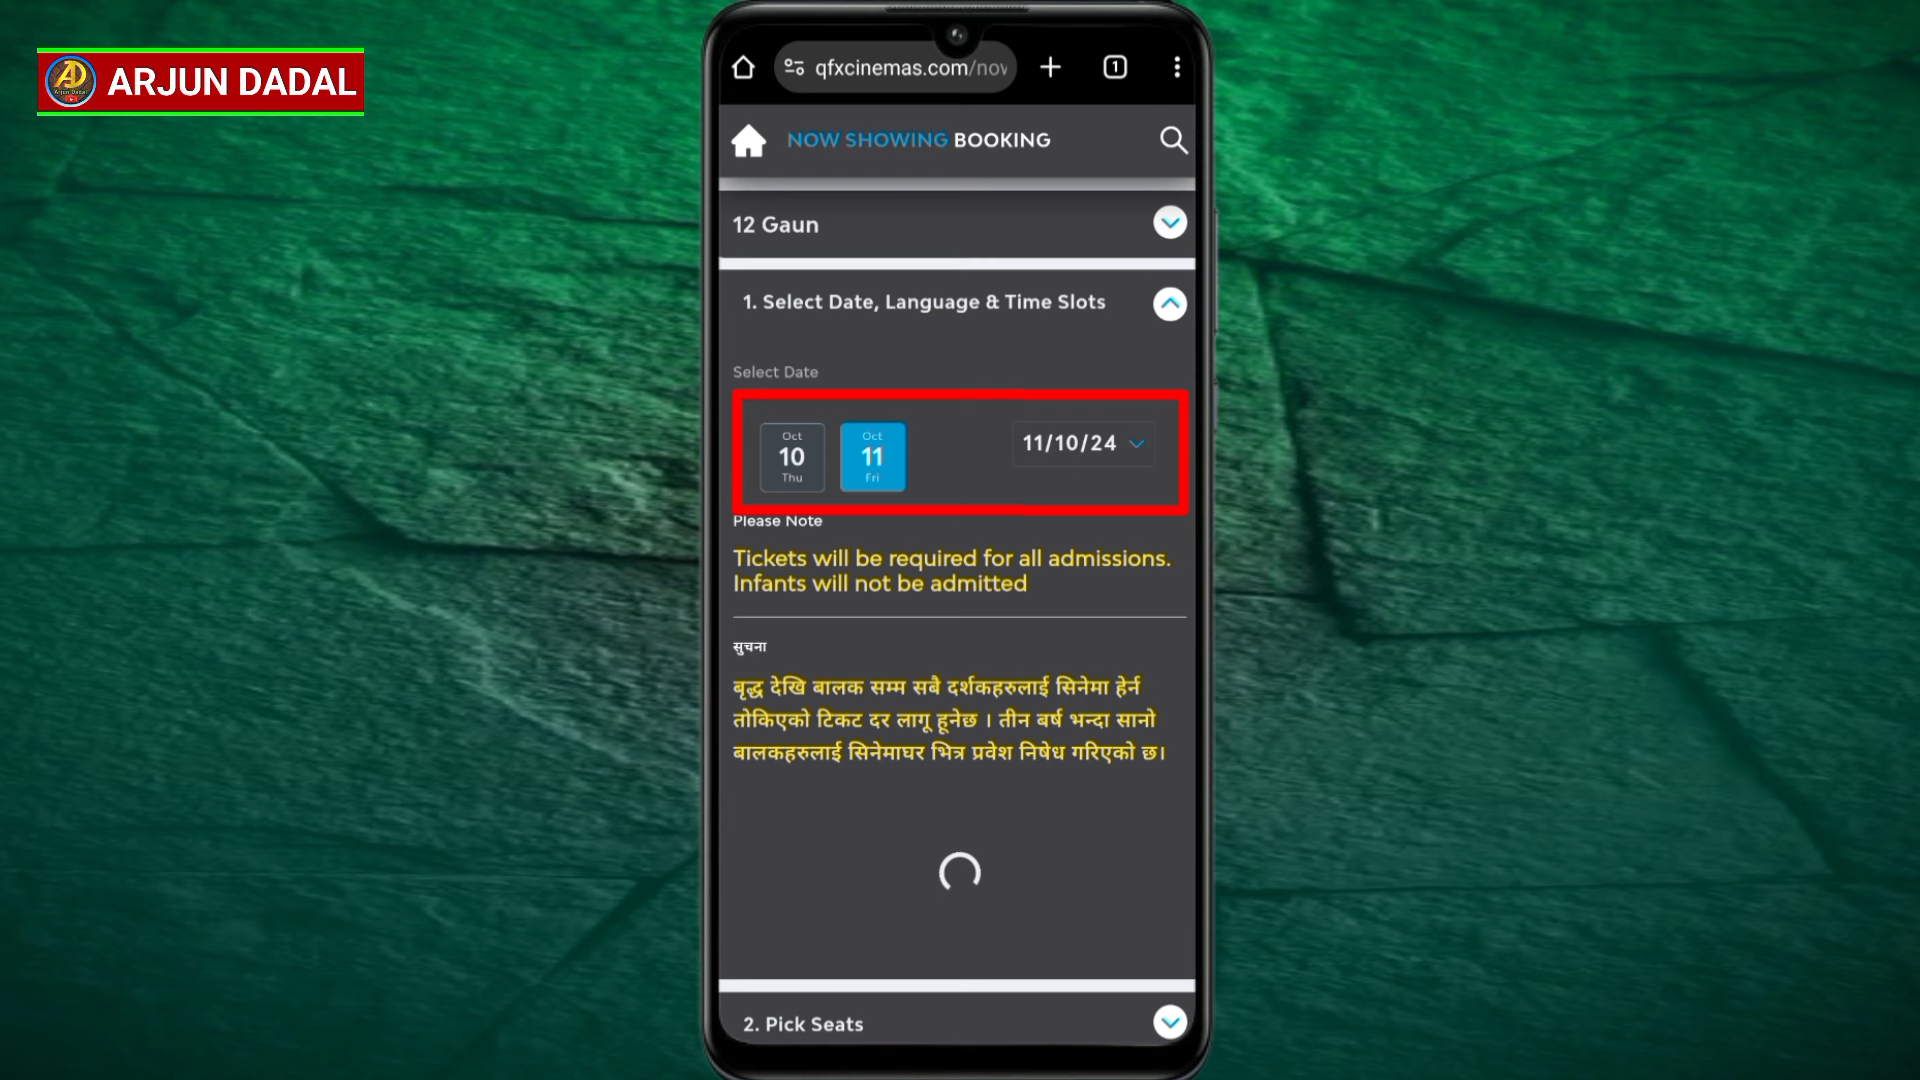 ARJUN DADAL
qfxcinemas.com/nov
1
NOW SHOWING BOOKING
12 Gaun
1. Select Date, Language & Time Slots
Select Date
Oct
10
Thu
Oct
11
Fri
11/10/24
Please Note
Tickets will be required for all admissions.
Infants will not be admitted
सुचना
बृद्ध देखि बालक सम्म सबै दर्शकहरुलाई सिनेमा हेर्न
तोकिएको टिकट दर लागू हूनेछ । तीन बर्ष भन्दा सानो
बालकहरुलाई सिनेमाघर भित्र प्रवेश निषेध गरिएको छ।
2. Pick Seats